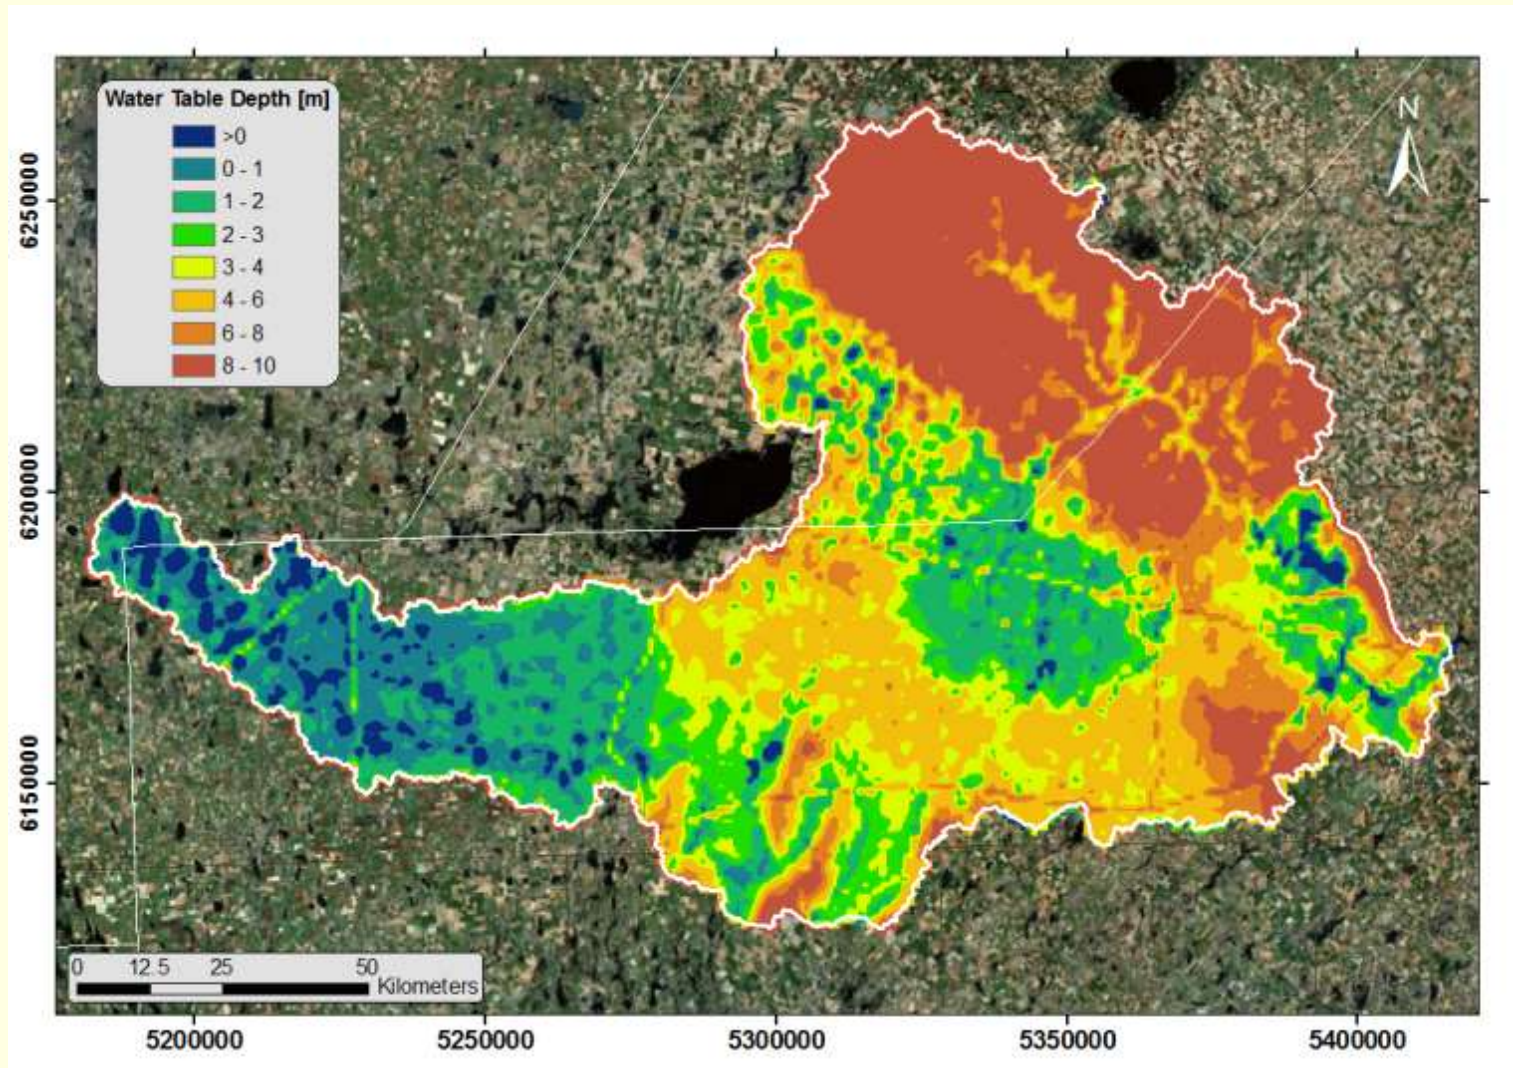 Water Table Depth [m]
>0
0 - 1
1 - 2
2 - 3
3 - 4
4 - 6
6 - 8
8 - 10
N
6250000
6200000
6150000
0 12.5 25 50
Kilometers
5200000 5250000 5300000 5350000 5400000